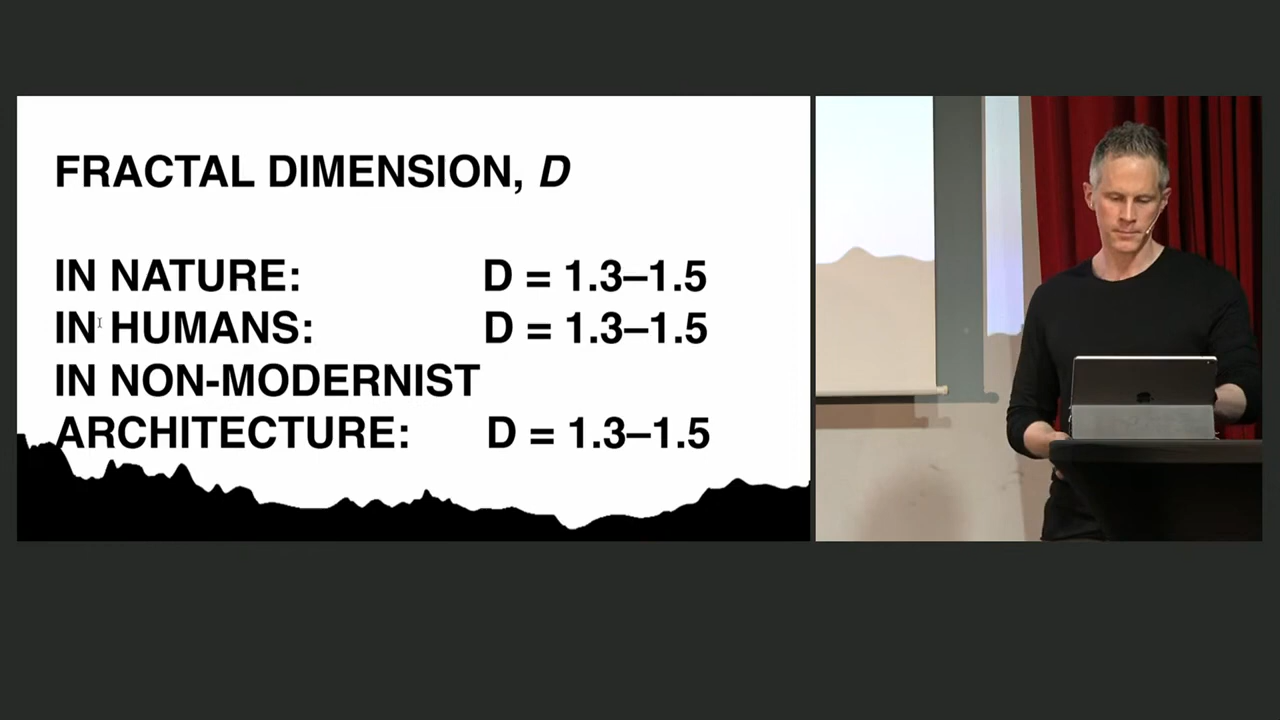 FRACTAL DIMENSION, D
IN NATURE: D = 1.3–1.5
IN HUMANS: D = 1.3–1.5
IN NON-MODERNIST
ARCHITECTURE: D = 1.3–1.5